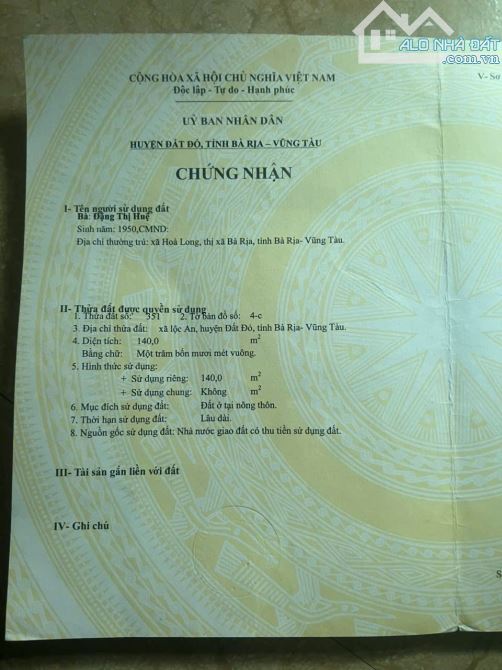 ALO NHÀ ĐẤT
.com.vn
CỘNG HÒA XÃ HỘI CHỦ NGHĨA VIỆT NAM
Độc lập - Tự do - Hạnh phúc
UỶ BAN NHÂN DÂN
HUYỆN ĐẤT ĐỎ, TỈNH BÀ RỊA – VŨNG TÀU
CHỨNG NHẬN
I- Tên người sử dụng đất
Bà: Đặng Thị Huệ
Sinh năm: 1950,CMND:
Địa chỉ thường trú: xã Hoà Long, thị xã Bà Rịa, tỉnh Bà Rịa- Vũng Tàu.
II- Thửa đất được quyền sử dụng
1. Thửa đất số: 351 2. Tờ bản đồ số: 4-c
3. Địa chỉ thửa đất: xã lộc An, huyện Đất Đỏ, tỉnh Bà Rịa- Vũng Tàu.
4. Diện tích: 140,0 m²
Bằng chữ: Một trăm bốn mươi mét vuông.
5. Hình thức sử dụng:
+ Sử dụng riêng: 140,0 m²
+ Sử dụng chung: Không m²
6. Mục đích sử dụng đất: Đất ở tại nông thôn.
7. Thời hạn sử dụng đất: Lâu dài.
8. Nguồn gốc sử dụng đất: Nhà nước giao đất có thu tiền sử dụng đất.
III- Tài sản gắn liền với đất
IV- Ghi chú
V- Sơ
S